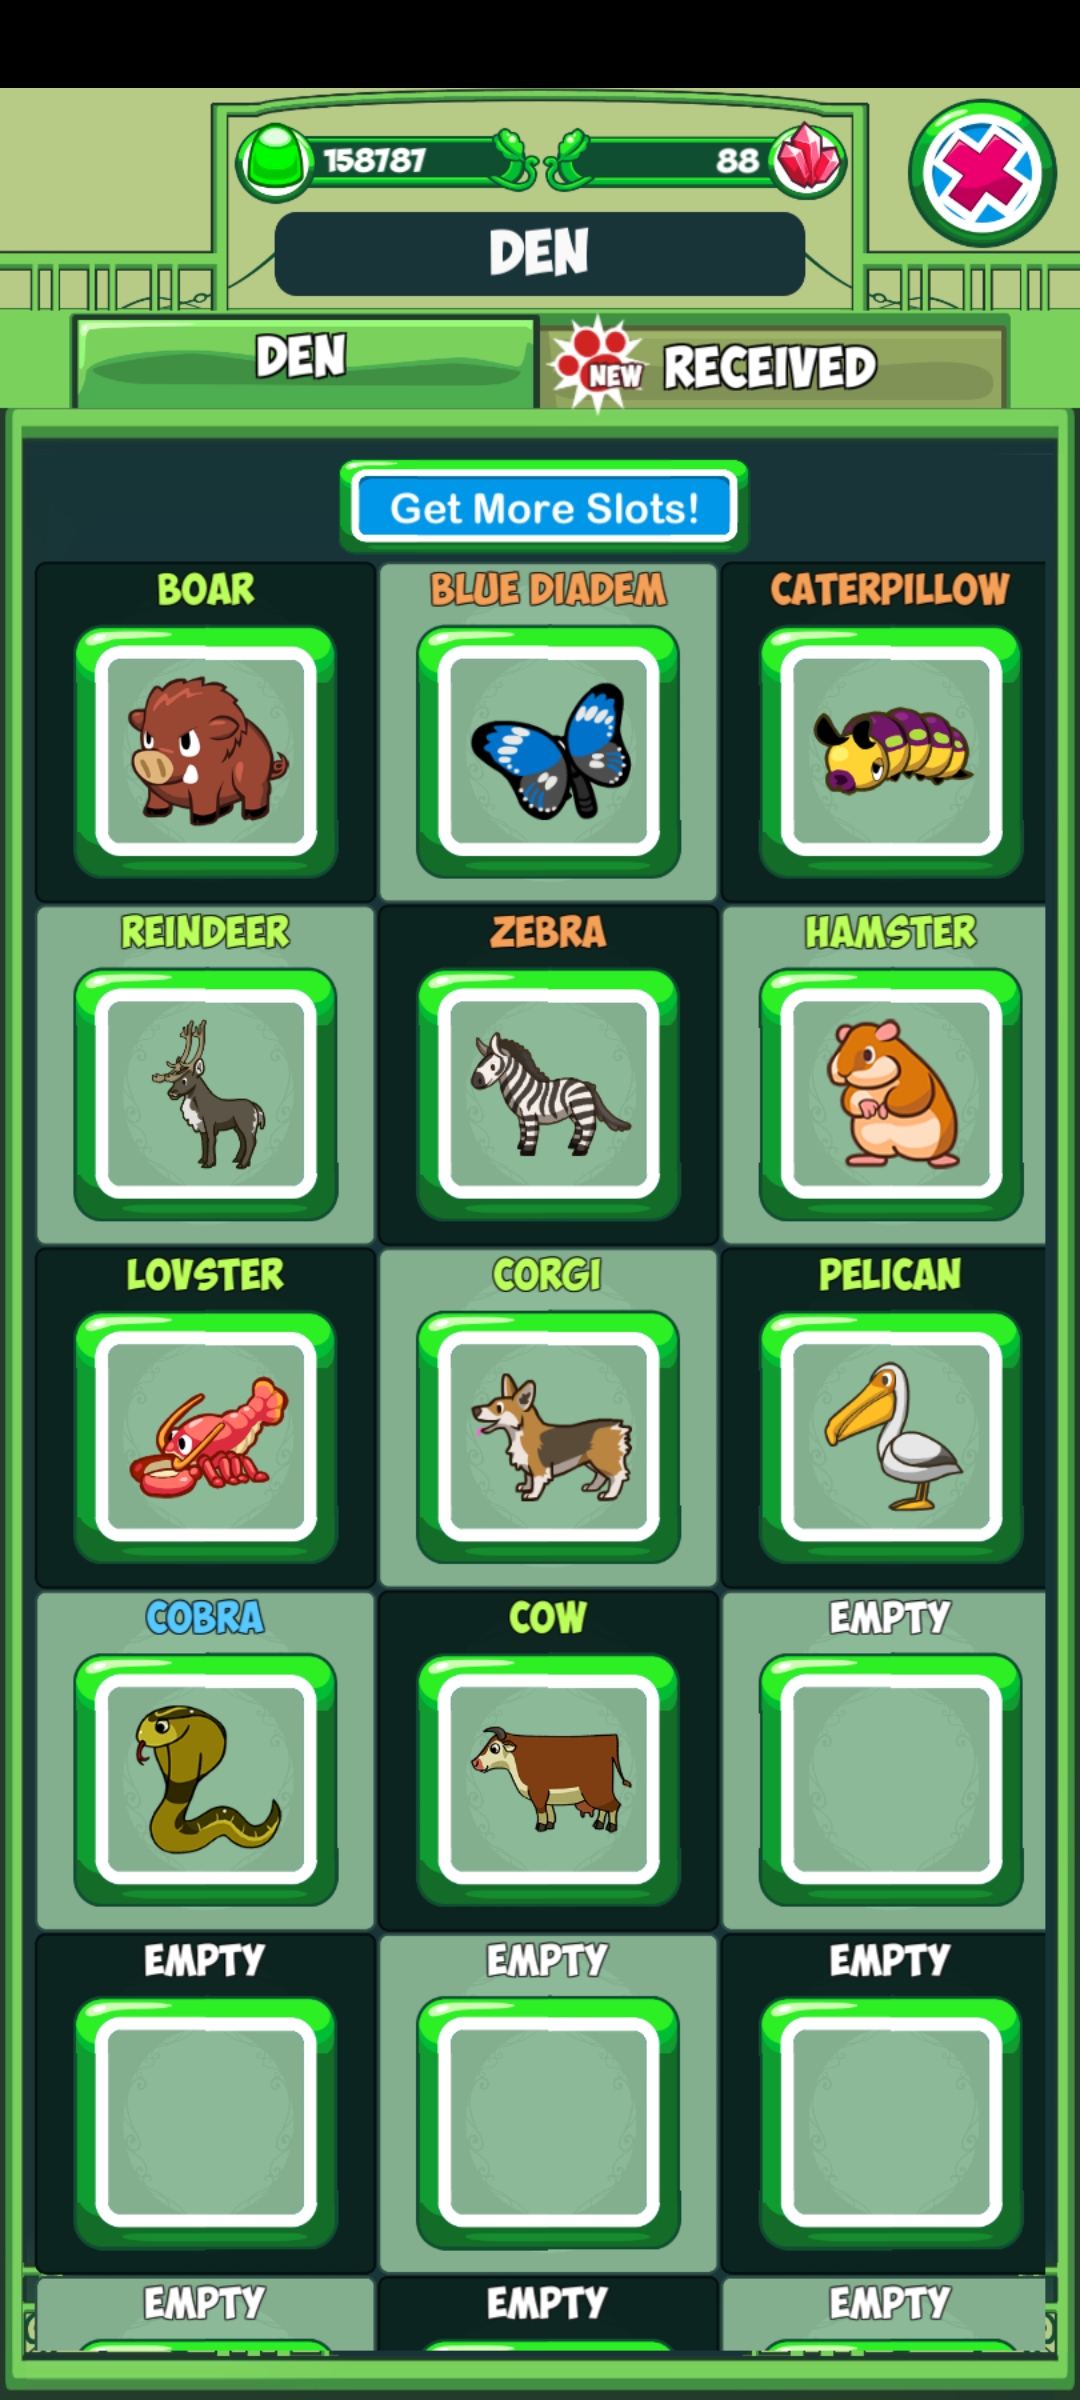 158787
88
DEN
DEN
NEW
RECEIVED
Get More Slots!
BOAR
BLUE DIADEM
CATERPILLOW
REINDEER
ZEBRA
HAMSTER
LOVSTER
CORGI
PELICAN
COBRA
COW
EMPTY
EMPTY
EMPTY
EMPTY
EMPTY
EMPTY
EMPTY